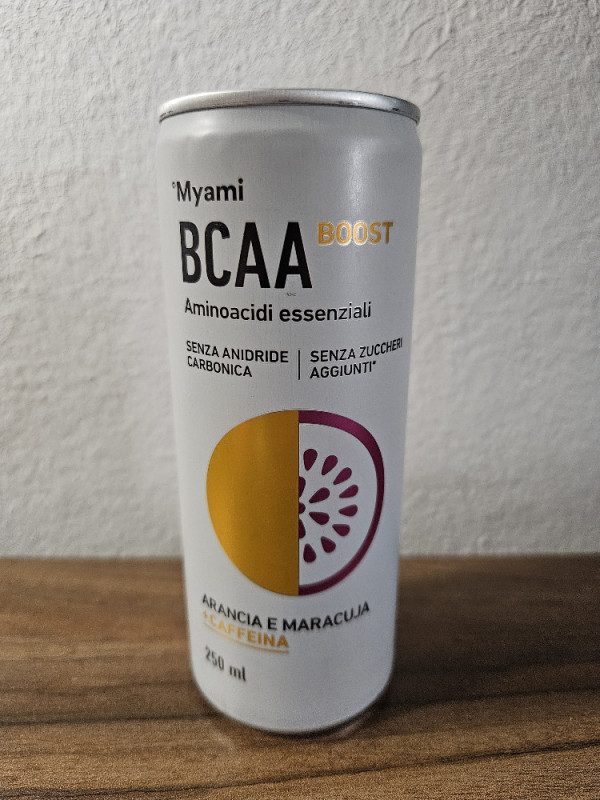 °Myami
BCAA BOOST
Aminoacidi essenziali
SENZA ANIDRIDE
CARBONICA
SENZA ZUCCHERI
AGGIUNTI*
ARANCIA E MARACUJA
+CAFFEINA
250 ml